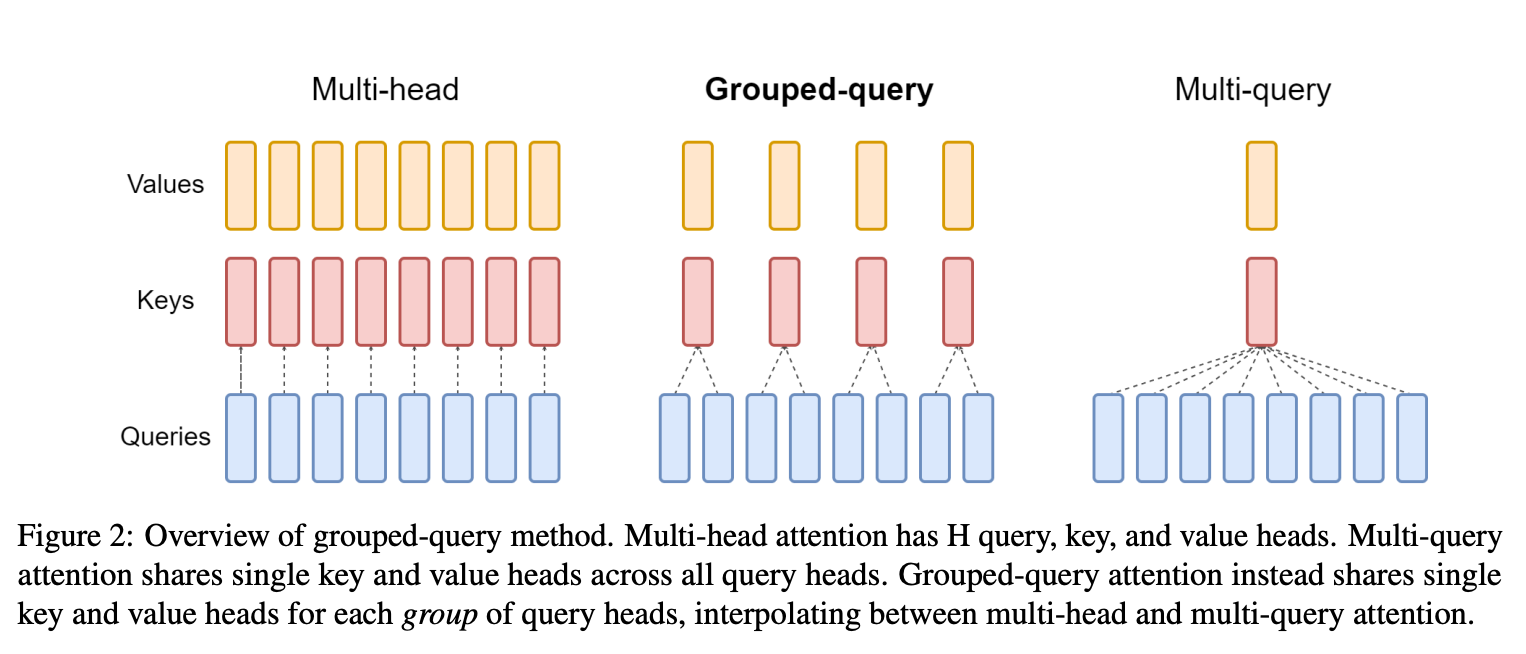 Multi-head
Grouped-query
Multi-query
Values
Keys
Queries
Figure 2: Overview of grouped-query method. Multi-head attention has H query, key, and value heads. Multi-query
attention shares single key and value heads across all query heads. Grouped-query attention instead shares single
key and value heads for each group of query heads, interpolating between multi-head and multi-query attention.